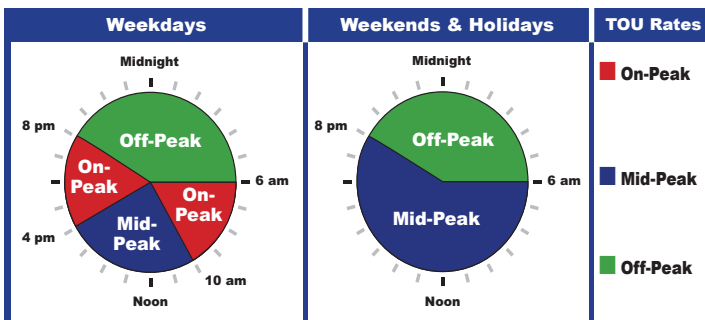 Weekdays
Midnight
8 pm
Off-Peak
On-
Peak
6 am
On-
Peak
Mid-
Peak
4 pm
10 am
Noon
Weekends & Holidays
Midnight
8 pm
Off-Peak
6 am
Mid-Peak
Noon
TOU Rates
On-Peak
Mid-Peak
Off-Peak